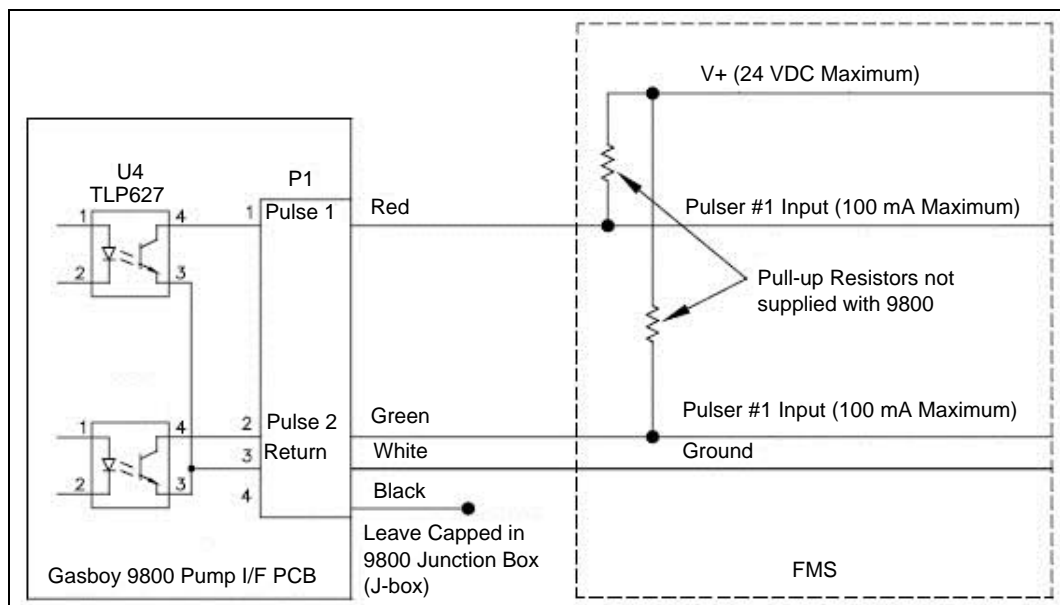 V+ (24 VDC Maximum)
U4
TLP627
P1
1
4
1
Pulse 1
Red
Pulser #1 Input (100 mA Maximum)
2
3
Pull-up Resistors not
supplied with 9800
1
4
2
Pulse 2
Green
Pulser #1 Input (100 mA Maximum)
3
Return
White
Ground
2
3
4
Black
Leave Capped in
9800 Junction Box
(J-box)
Gasboy 9800 Pump I/F PCB
FMS